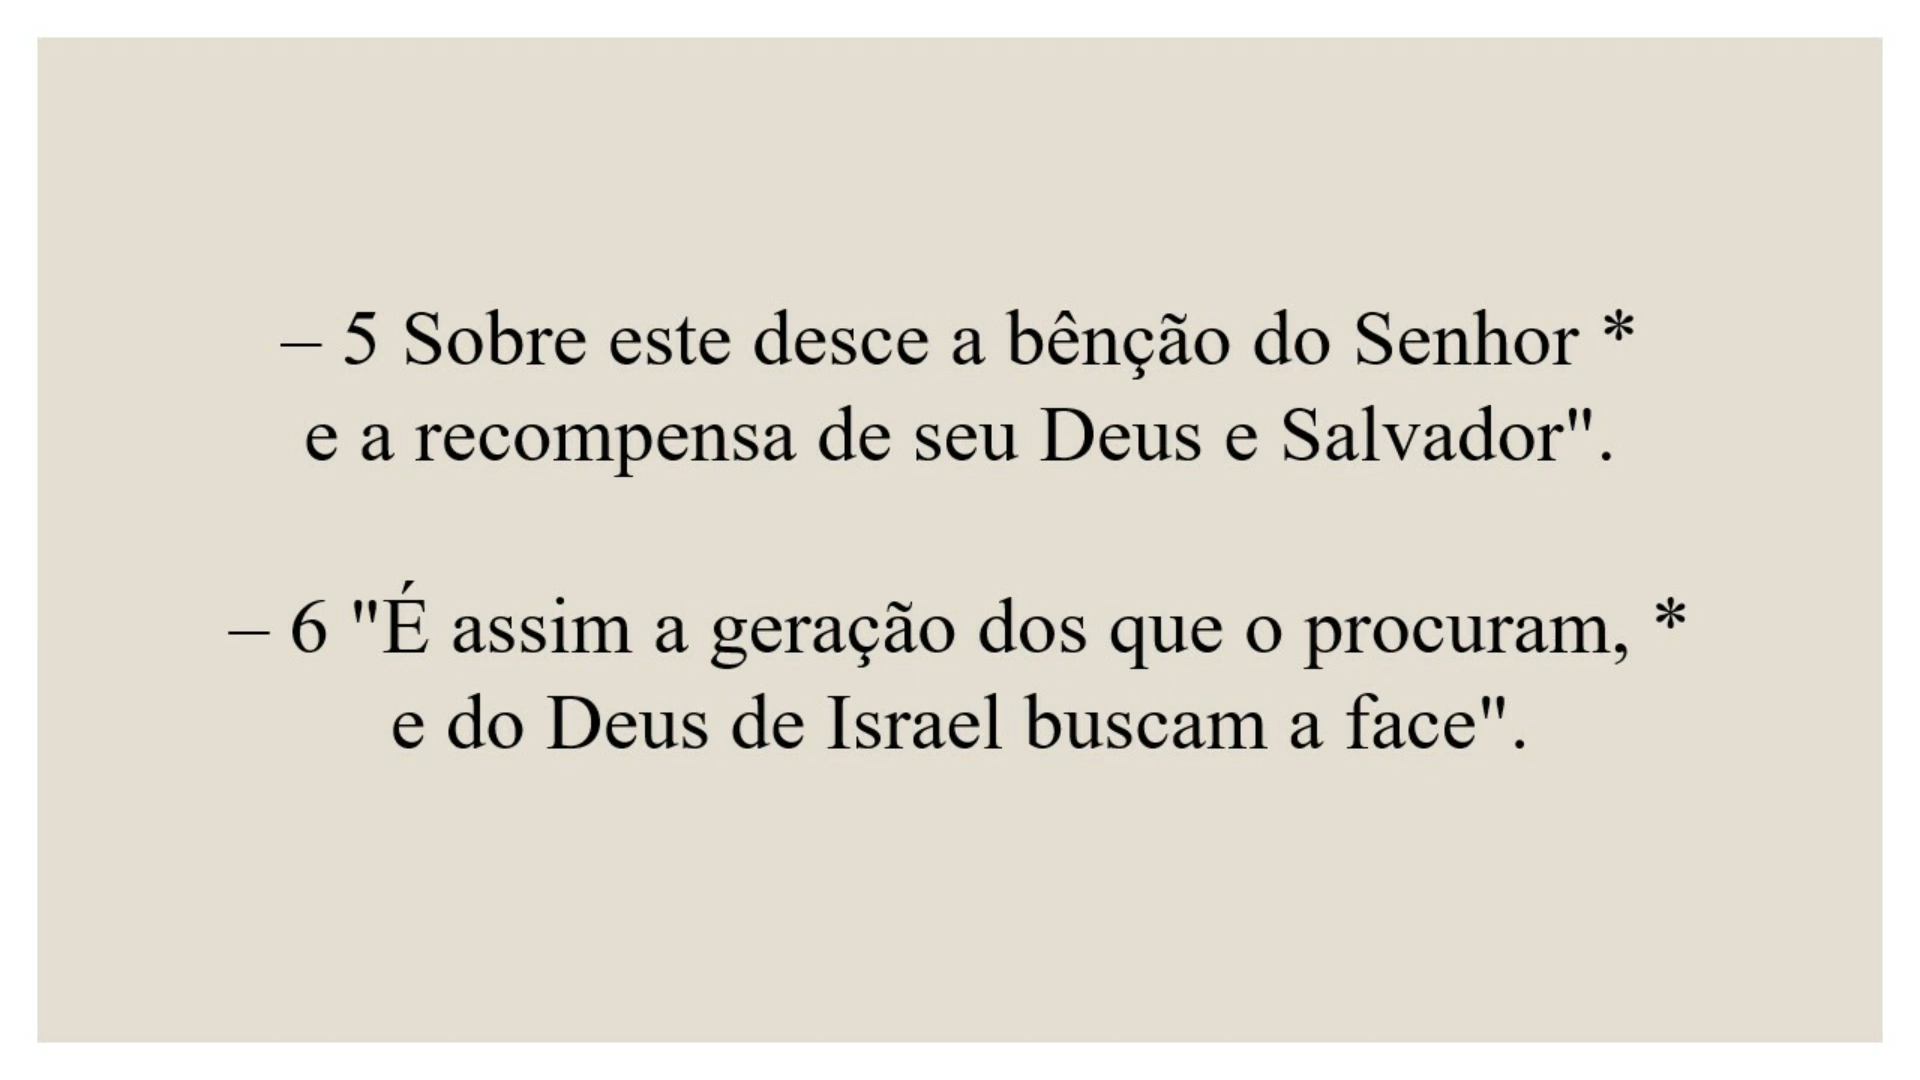 – 5 Sobre este desce a bênção do Senhor *
e a recompensa de seu Deus e Salvador".
– 6 "É assim a geração dos que o procuram, *
e do Deus de Israel buscam a face".